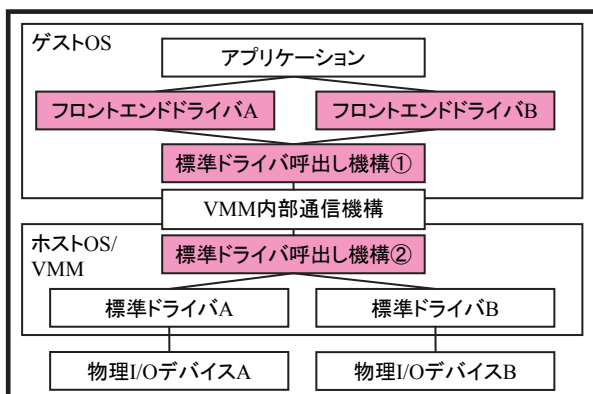 ゲストOS
アプリケーション
フロントエンドドライバA
フロントエンドドライバB
標準ドライバ呼出し機構①
VMM内部通信機構
ホストOS/
VMM
標準ドライバ呼出し機構②
標準ドライバA
標準ドライバB
物理I/OデバイスA
物理I/OデバイスB